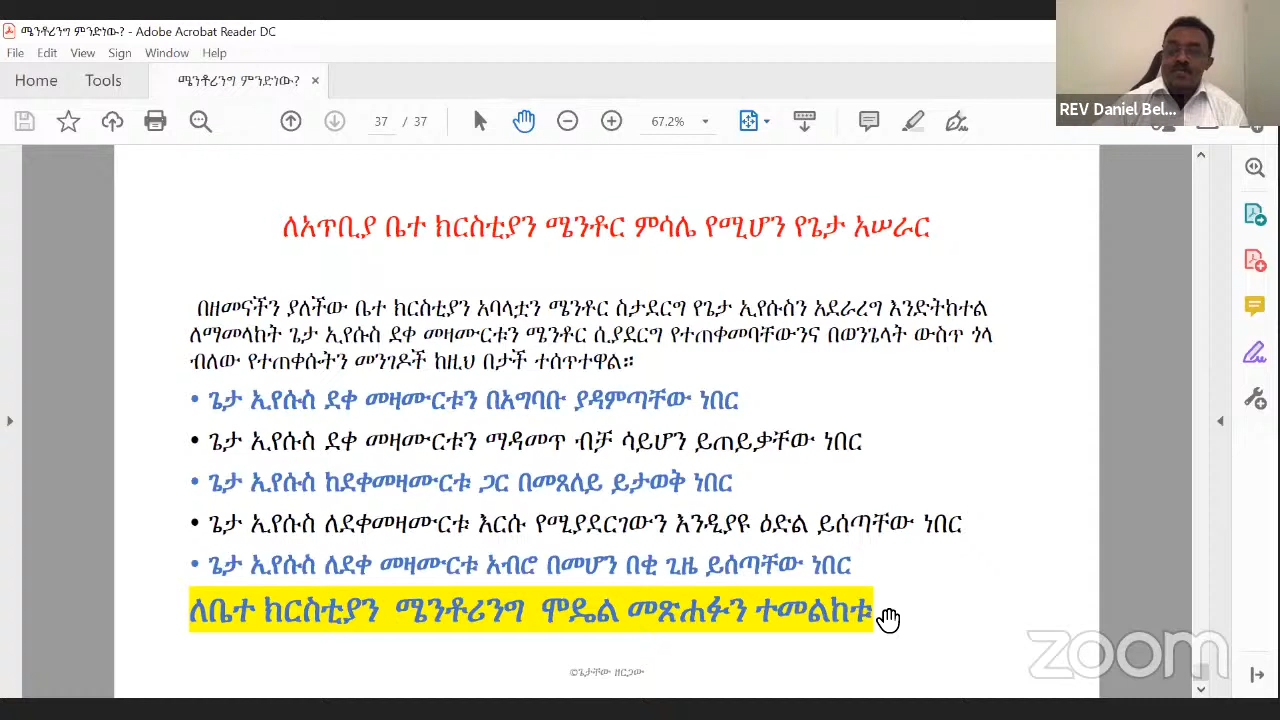 ሜንቶሪንግ ምንድነው? - Adobe Acrobat Reader DC
File Edit View Sign Window Help
Home Tools ሜንቶሪንግ ምንድነው? ×
37 / 37 67.2%
REV Daniel Bel...
ለአጥቢያ ቤተ ክርስቲያን ሜንቶር ምሳሌ የሚሆን የጌታ አሠራር
በዘመናችን ያለችው ቤተ ክርስቲያን አባላቷን ሜንቶር ስታደርግ የጌታ ኢየሱስን አደራረግ እንድትከተል
ለማመላከት ጌታ ኢየሱስ ደቀ መዛሙርቱን ሜንቶር ሲያደርግ የተጠቀመባቸውንና በወንጌላት ውስጥ ጎላ
ብለው የተጠቀሱትን መንገዶች ከዚህ በታች ተሰጥተዋል።
• ጌታ ኢየሱስ ደቀ መዛሙርቱን በአግባቡ ያዳምጣቸው ነበር
• ጌታ ኢየሱስ ደቀ መዛሙርቱን ማዳመጥ ብቻ ሳይሆን ይጠይቃቸው ነበር
• ጌታ ኢየሱስ ከደቀመዛሙርቱ ጋር በመጸለይ ይታወቅ ነበር
• ጌታ ኢየሱስ ለደቀመዛሙርቱ እርሱ የሚያደርገውን እንዲያዩ ዕድል ይሰጣቸው ነበር
• ጌታ ኢየሱስ ለደቀ መዛሙርቱ አብሮ በመሆን በቂ ጊዜ ይሰጣቸው ነበር
ለቤተ ክርስቲያን ሜንቶሪንግ ሞዴል መጽሐፉን ተመልከቱ
©ጌታቸው ዘርጋው
zoom